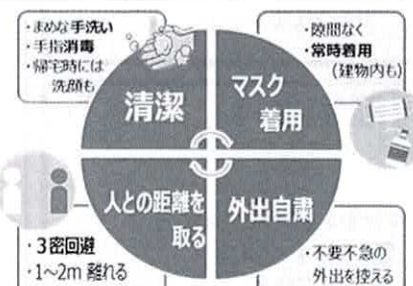 ・まめな手洗い
・手指消毒
・帰宅時には
洗顔も
清潔
・隙間なく
・常時着用
(建物内も)
マスク
着用
人との距離を
取る
・3密回避
・1〜2m 離れる
外出自粛
・不要不急の
外出を控える